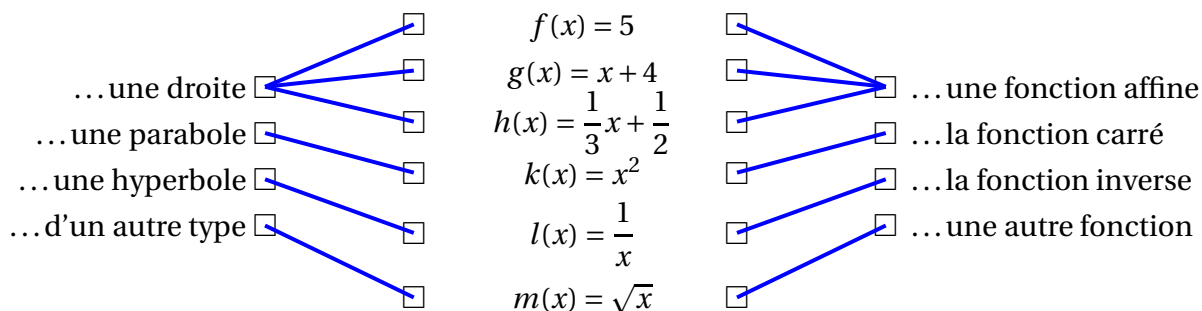 f(x) = 5
g(x) = x + 4
…une droite …une fonction affine
h(x) = 1/3 x + 1/2
…une parabole …la fonction carré
k(x) = x²
…une hyperbole …la fonction inverse
…d'un autre type …une autre fonction
l(x) = 1/x
m(x) = √x